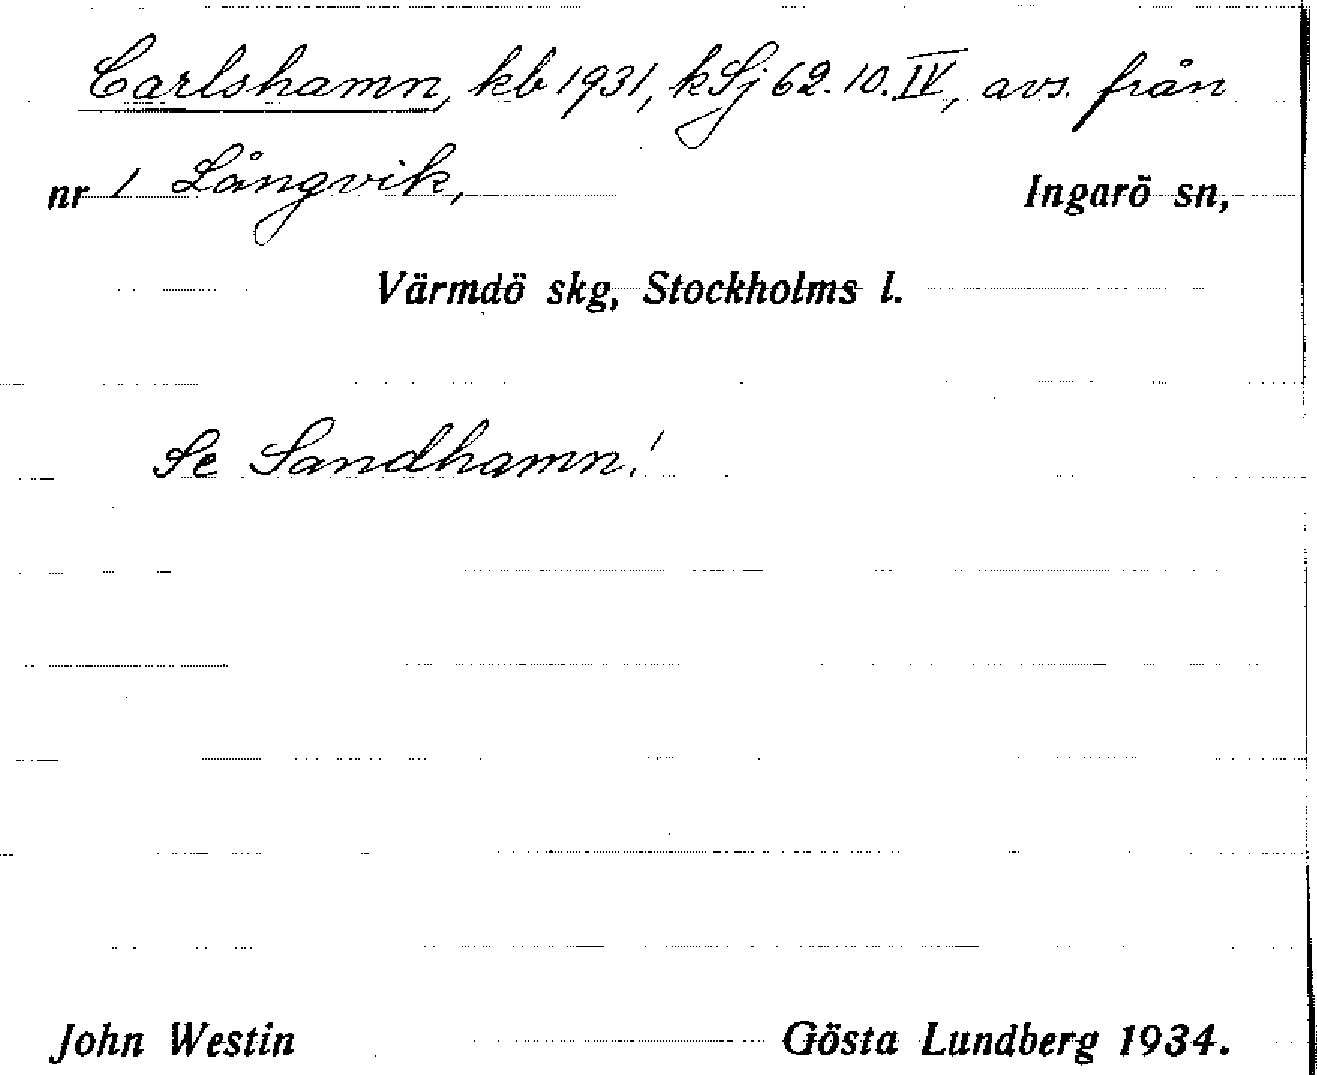 Carlshamn, kb 1931, kSj 62.10.IV, avs. från
nr 1 Långvik, Ingarö sn,
Värmdö skg, Stockholms l.
Se Sandhamn!
John Westin Gösta Lundberg 1934.